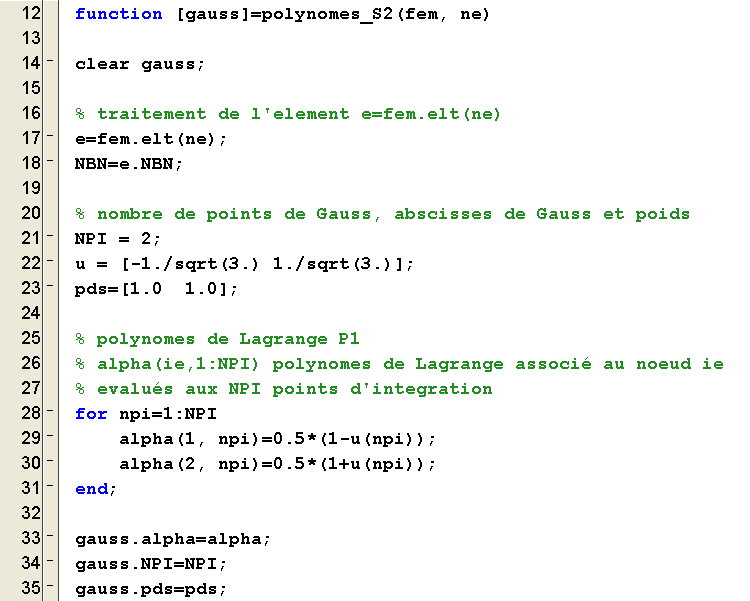 12 function [gauss]=polynomes_S2(fem, ne)
13
14 - clear gauss;
15
16 % traitement de l'element e=fem.elt(ne)
17 - e=fem.elt(ne);
18 - NBN=e.NBN;
19
20 % nombre de points de Gauss, abscisses de Gauss et poids
21 - NPI = 2;
22 - u = [-1./sqrt(3.) 1./sqrt(3.)];
23 - pds=[1.0  1.0];
24
25 % polynomes de Lagrange P1
26 % alpha(ie,1:NPI) polynomes de Lagrange associé au noeud ie
27 % evalués aux NPI points d'integration
28 - for npi=1:NPI
29 -     alpha(1, npi)=0.5*(1-u(npi));
30 -     alpha(2, npi)=0.5*(1+u(npi));
31 - end;
32
33 - gauss.alpha=alpha;
34 - gauss.NPI=NPI;
35 - gauss.pds=pds;